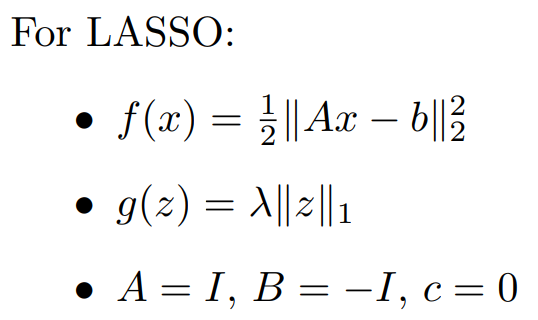 For LASSO:
• f(x) = ½‖Ax − b‖₂²
• g(z) = λ‖z‖₁
• A = I, B = −I, c = 0